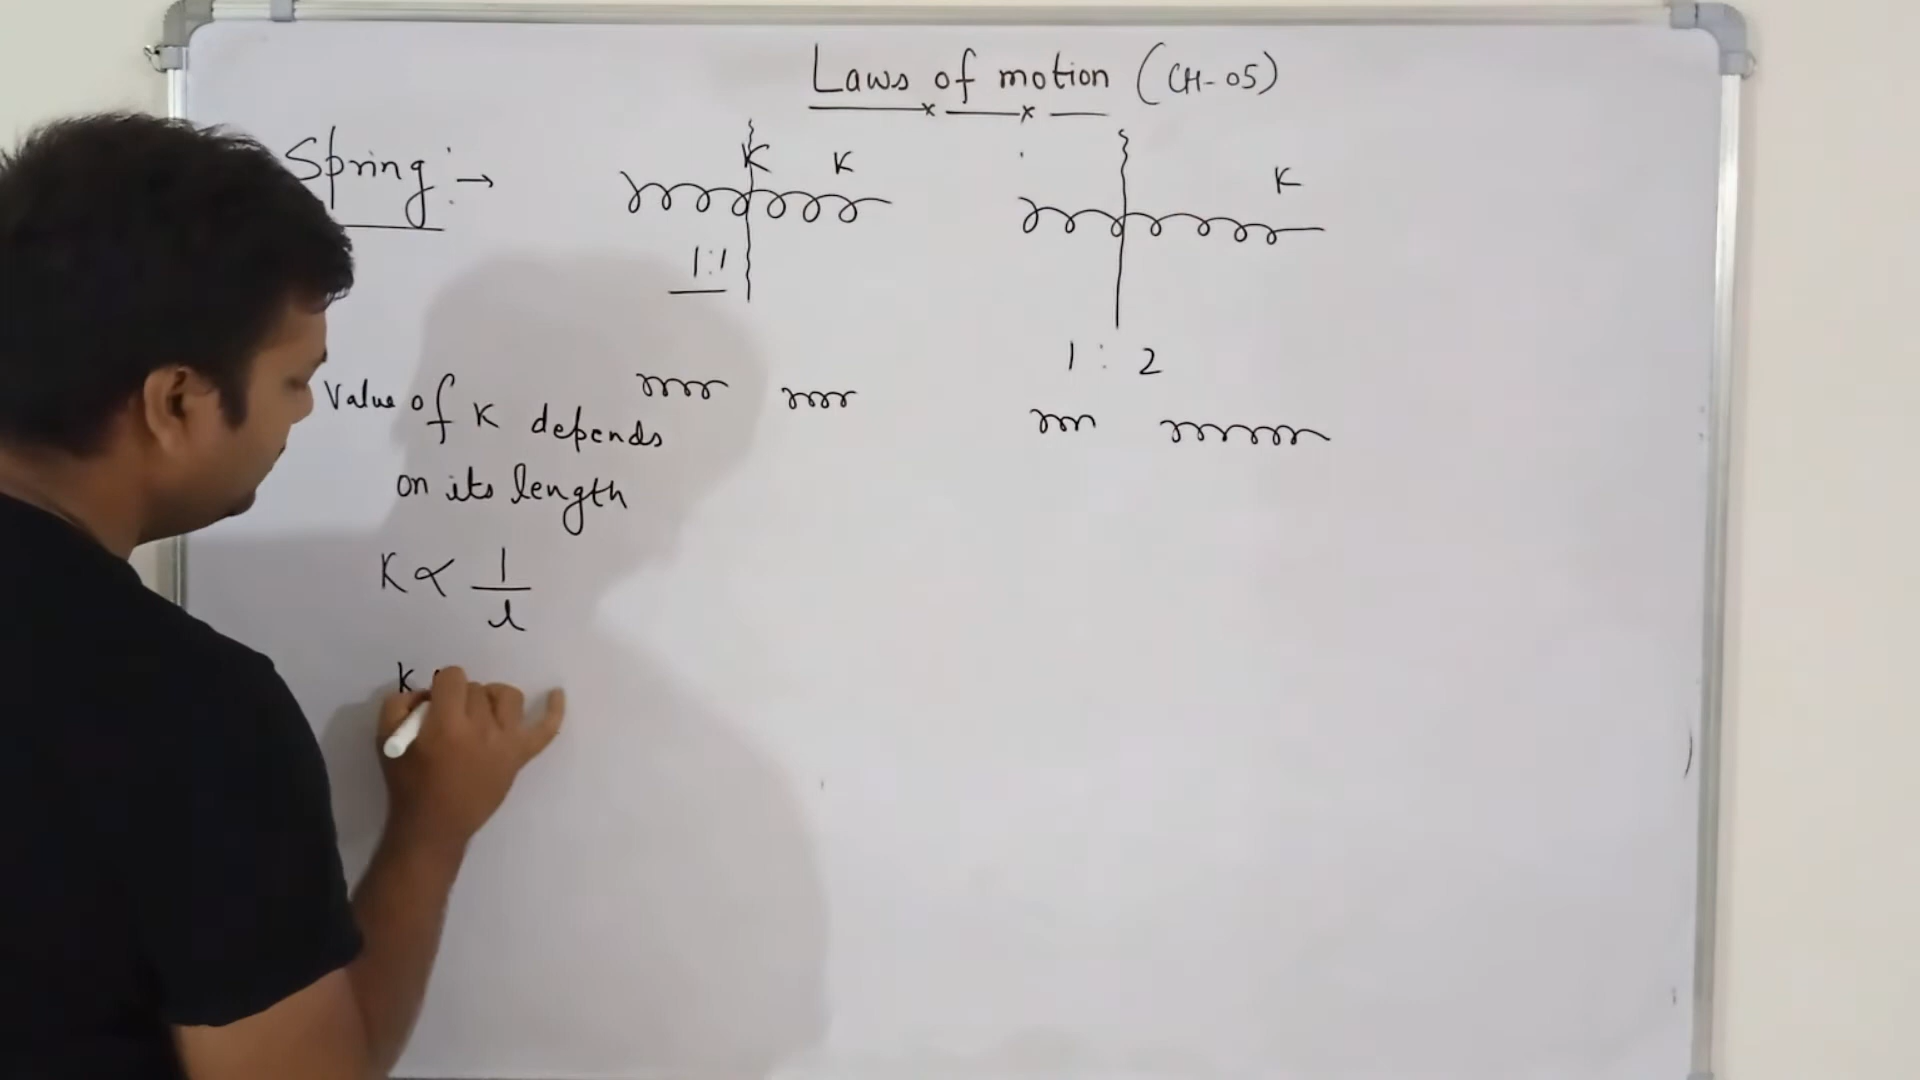 Laws of motion (CH-05)
Spring :→
K K
K
1:1
1 : 2
Value of K depends
on its length
K ∝ 1/l
K